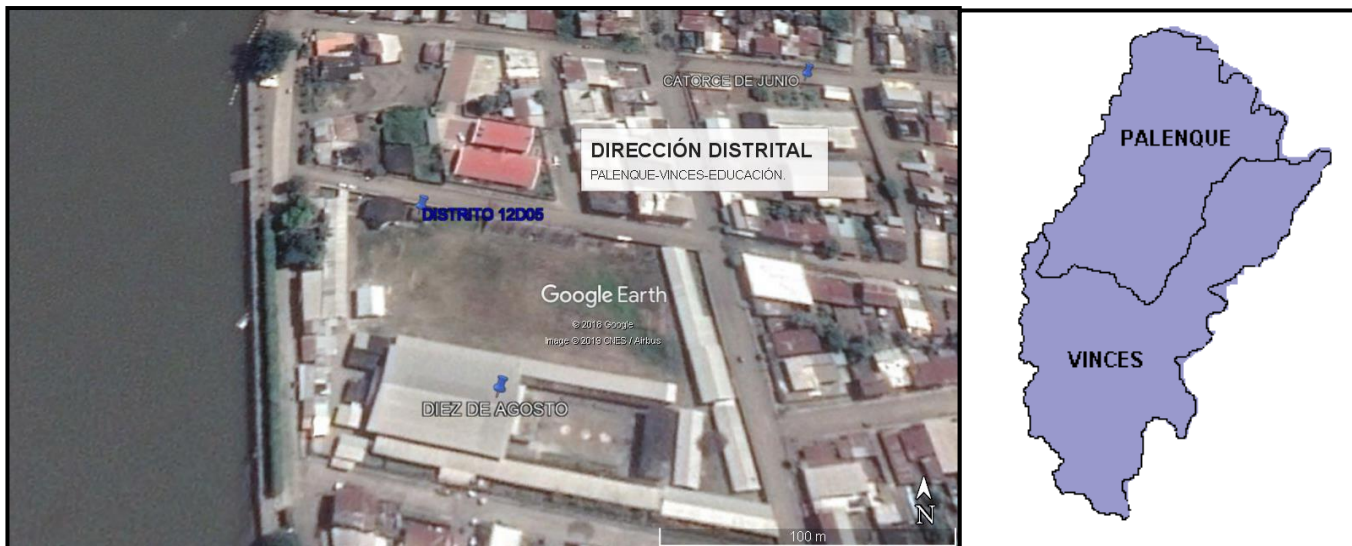 CATORCE DE JUNIO
DIRECCIÓN DISTRITAL
PALENQUE-VINCES-EDUCACIÓN.
DISTRITO 12D05
Google Earth
© 2018 Google
Image © 2019 CNES / Airbus
DIEZ DE AGOSTO
N
100 m
PALENQUE
VINCES